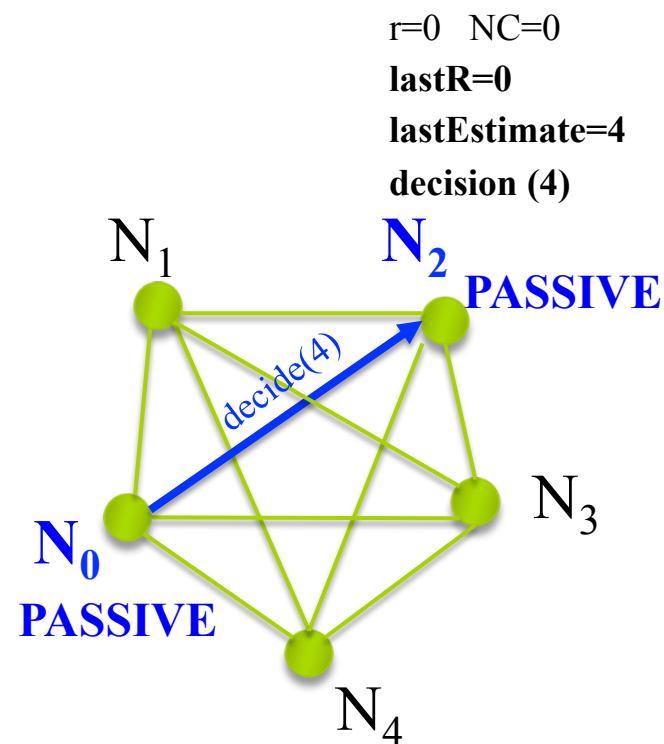 r=0 NC=0
lastR=0
lastEstimate=4
decision (4)
N₁
N₂
PASSIVE
decide(4)
N₃
N₀
PASSIVE
N₄